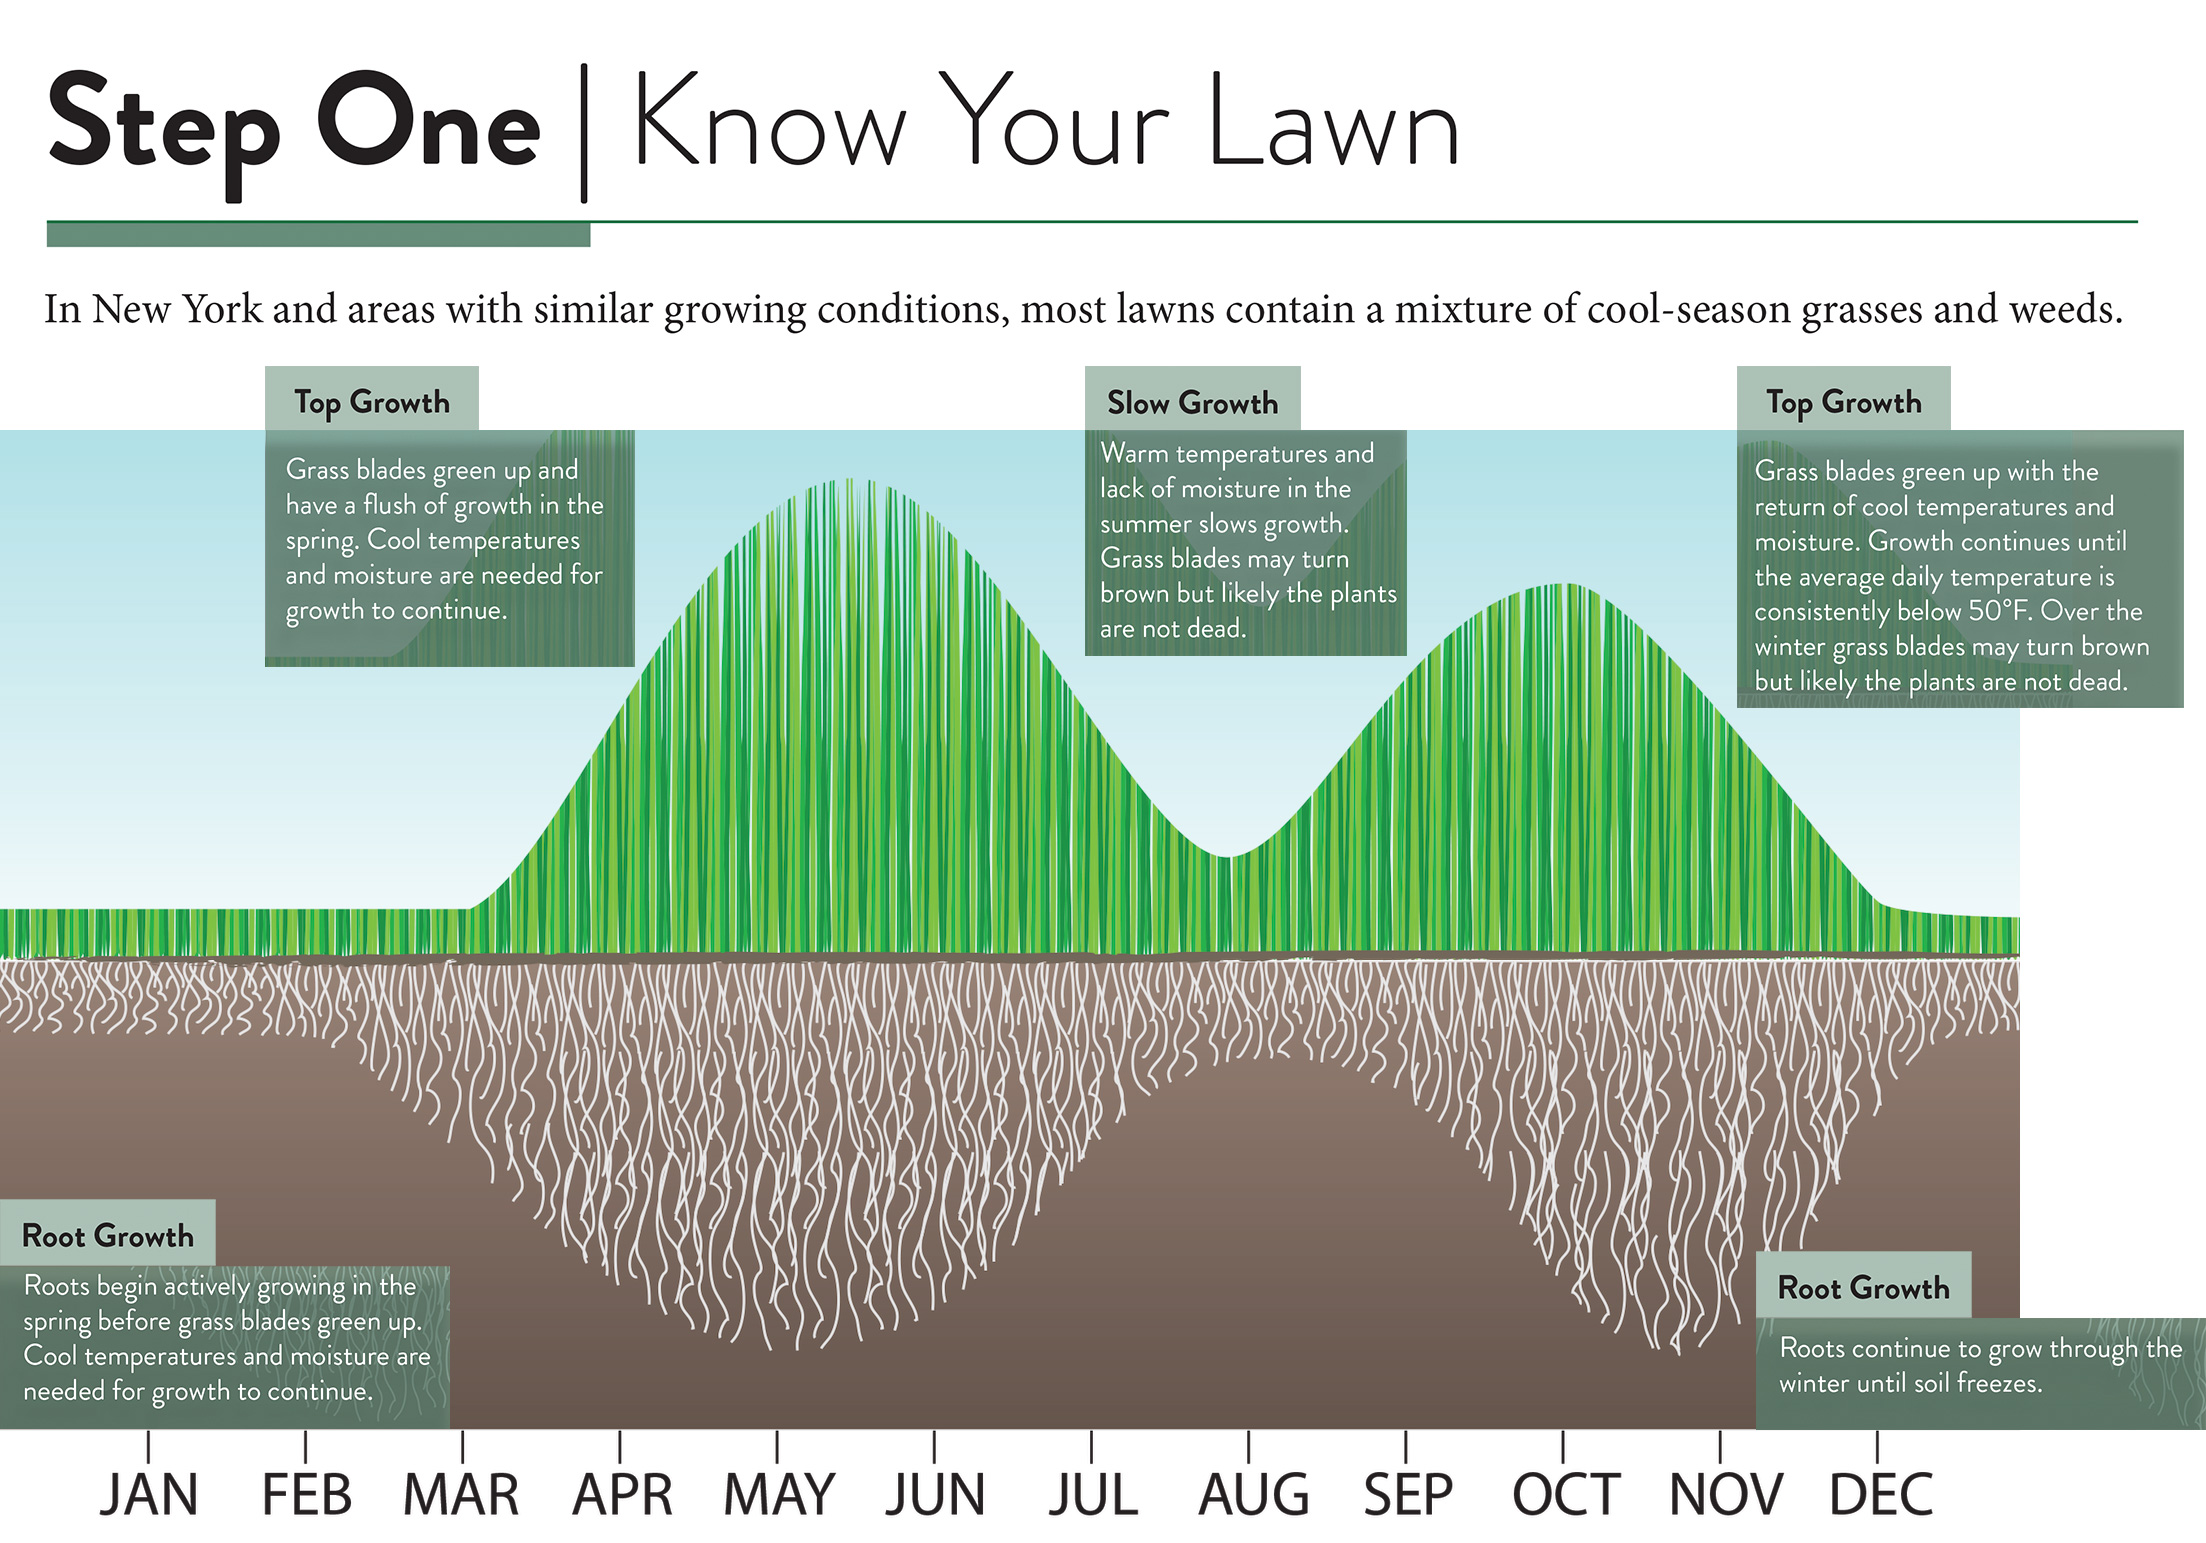 Step One | Know Your Lawn
In New York and areas with similar growing conditions, most lawns contain a mixture of cool-season grasses and weeds.
Top Growth
Grass blades green up and
have a flush of growth in the
spring. Cool temperatures
and moisture are needed for
growth to continue.
Slow Growth
Warm temperatures and
lack of moisture in the
summer slows growth.
Grass blades may turn
brown but likely the plants
are not dead.
Top Growth
Grass blades green up with the
return of cool temperatures and
moisture. Growth continues until
the average daily temperature is
consistently below 50°F. Over the
winter grass blades may turn brown
but likely the plants are not dead.
Root Growth
Roots begin actively growing in the
spring before grass blades green up.
Cool temperatures and moisture are
needed for growth to continue.
Root Growth
Roots continue to grow through the
winter until soil freezes.
JAN FEB MAR APR MAY JUN JUL AUG SEP OCT NOV DEC